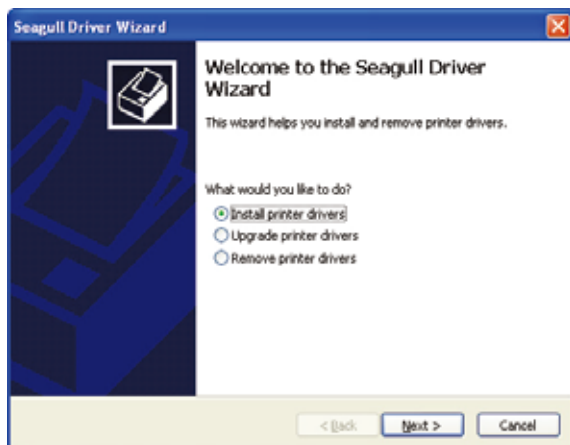 Seagull Driver Wizard
Welcome to the Seagull Driver
Wizard
This wizard helps you install and remove printer drivers.
What would you like to do?
Install printer drivers
Upgrade printer drivers
Remove printer drivers
< Back
Next >
Cancel